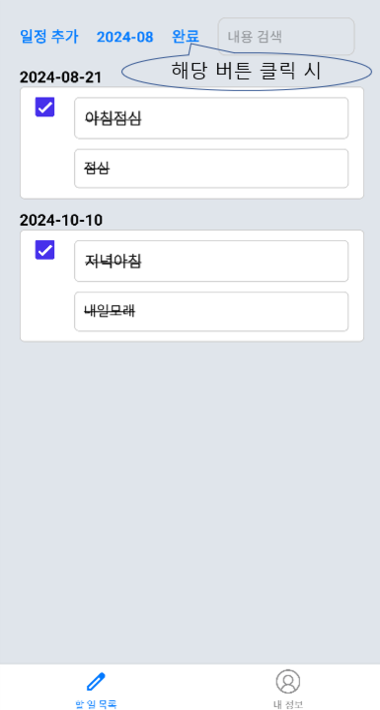 일정 추가 2024-08 완료 내용 검색
해당 버튼 클릭 시
2024-08-21
아침점심
점심
2024-10-10
저녁아침
내일모래
할 일 목록 내 정보